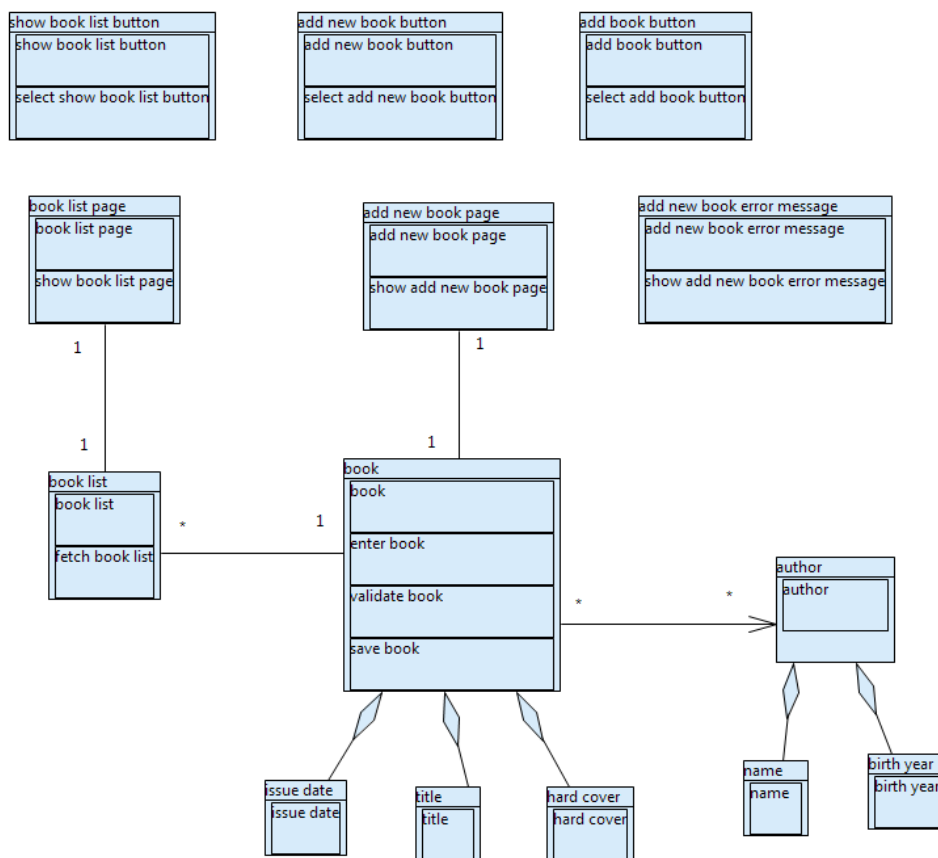 show book list button
show book list button
select show book list button
add new book button
add new book button
select add new book button
add book button
add book button
select add book button
book list page
book list page
show book list page
add new book page
add new book page
show add new book page
add new book error message
add new book error message
show add new book error message
1
1
1
1
book list
book list
fetch book list
*
1
book
book
enter book
validate book
save book
*
*
author
author
issue date
issue date
title
title
hard cover
hard cover
name
name
birth year
birth year